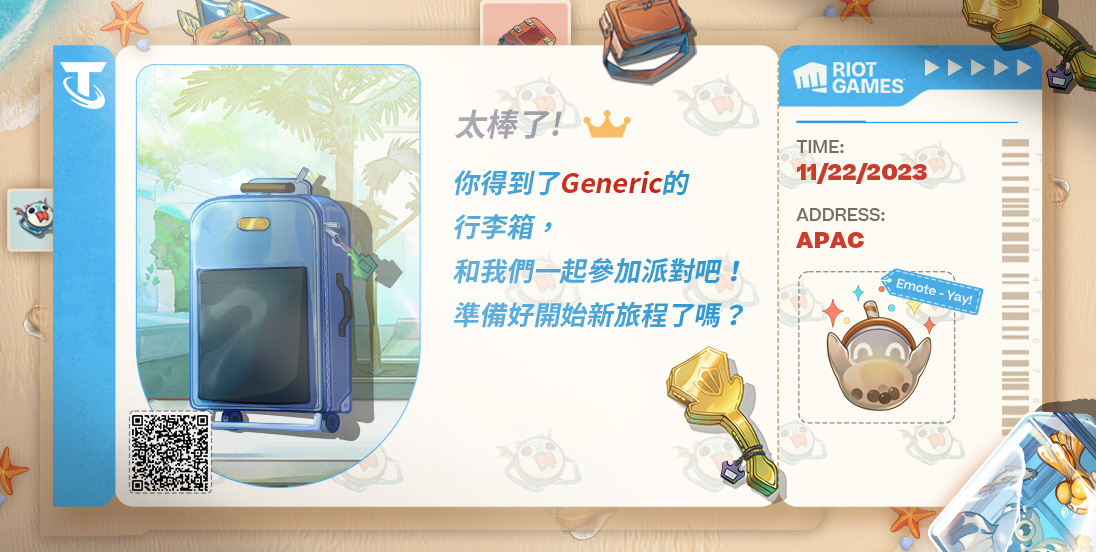 太棒了!
你得到了Generic的
行李箱，
和我們一起參加派對吧！
準備好開始新旅程了嗎？
RIOT
GAMES
TIME:
11/22/2023
ADDRESS:
APAC
Emote - Yay!